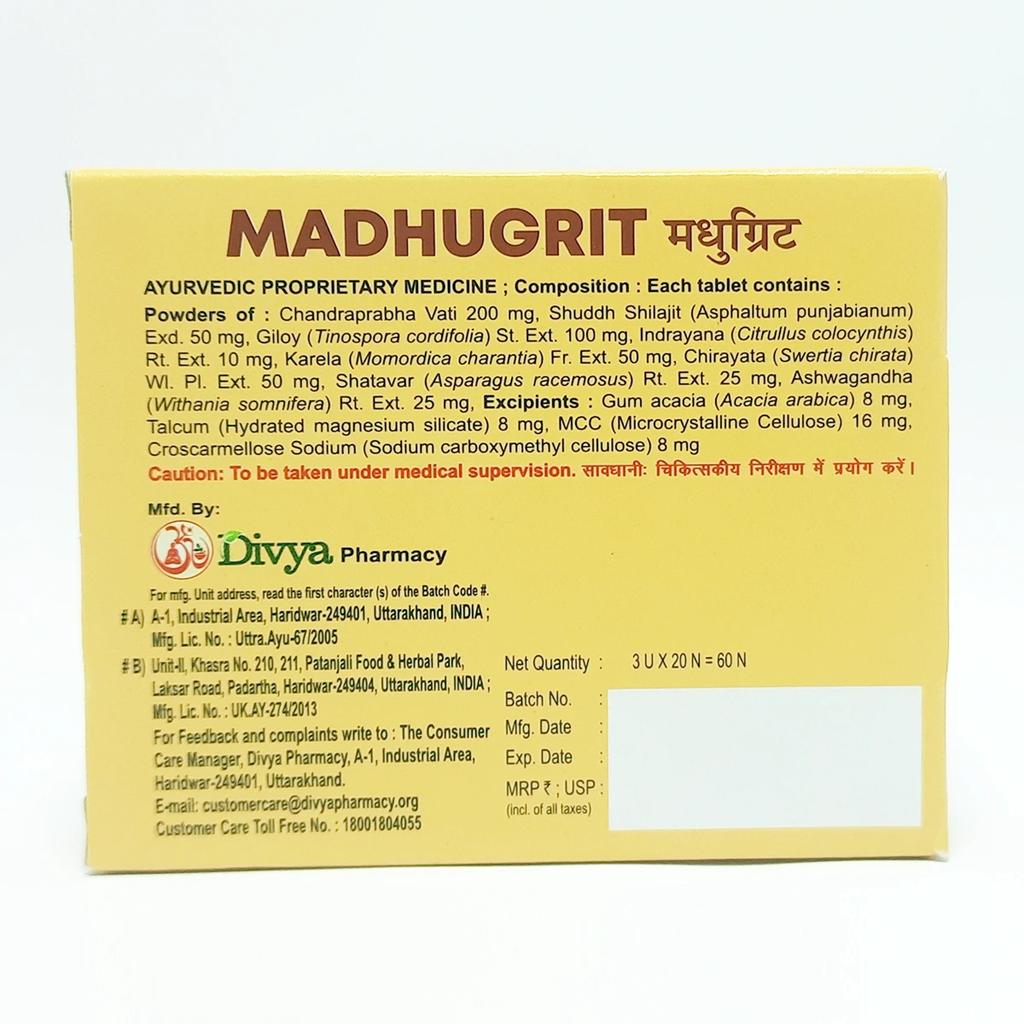 MADHUGRIT मधुग्रिट
AYURVEDIC PROPRIETARY MEDICINE ; Composition : Each tablet contains :
Powders of : Chandraprabha Vati 200 mg, Shuddh Shilajit (Asphaltum punjabianum)
Exd. 50 mg, Giloy (Tinospora cordifolia) St. Ext. 100 mg, Indrayana (Citrullus colocynthis)
Rt. Ext. 10 mg, Karela (Momordica charantia) Fr. Ext. 50 mg, Chirayata (Swertia chirata)
Wl. Pl. Ext. 50 mg, Shatavar (Asparagus racemosus) Rt. Ext. 25 mg, Ashwagandha
(Withania somnifera) Rt. Ext. 25 mg, Excipients : Gum acacia (Acacia arabica) 8 mg,
Talcum (Hydrated magnesium silicate) 8 mg, MCC (Microcrystalline Cellulose) 16 mg,
Croscarmellose Sodium (Sodium carboxymethyl cellulose) 8 mg
Caution: To be taken under medical supervision. सावधानीः चिकित्सकीय निरीक्षण में प्रयोग करें।
Mfd. By:
Divya Pharmacy
For mfg. Unit address, read the first character (s) of the Batch Code #.
# A) A-1, Industrial Area, Haridwar-249401, Uttarakhand, INDIA ;
Mfg. Lic. No. : Uttra.Ayu-67/2005
# B) Unit-II, Khasra No. 210, 211, Patanjali Food & Herbal Park,
Laksar Road, Padartha, Haridwar-249404, Uttarakhand, INDIA ;
Mfg. Lic. No. : UK.AY-274/2013
For Feedback and complaints write to : The Consumer
Care Manager, Divya Pharmacy, A-1, Industrial Area,
Haridwar-249401, Uttarakhand.
E-mail: customercare@divyapharmacy.org
Customer Care Toll Free No. : 18001804055
Net Quantity : 3 U X 20 N = 60 N
Batch No. :
Mfg. Date :
Exp. Date :
MRP ₹ ; USP :
(incl. of all taxes)